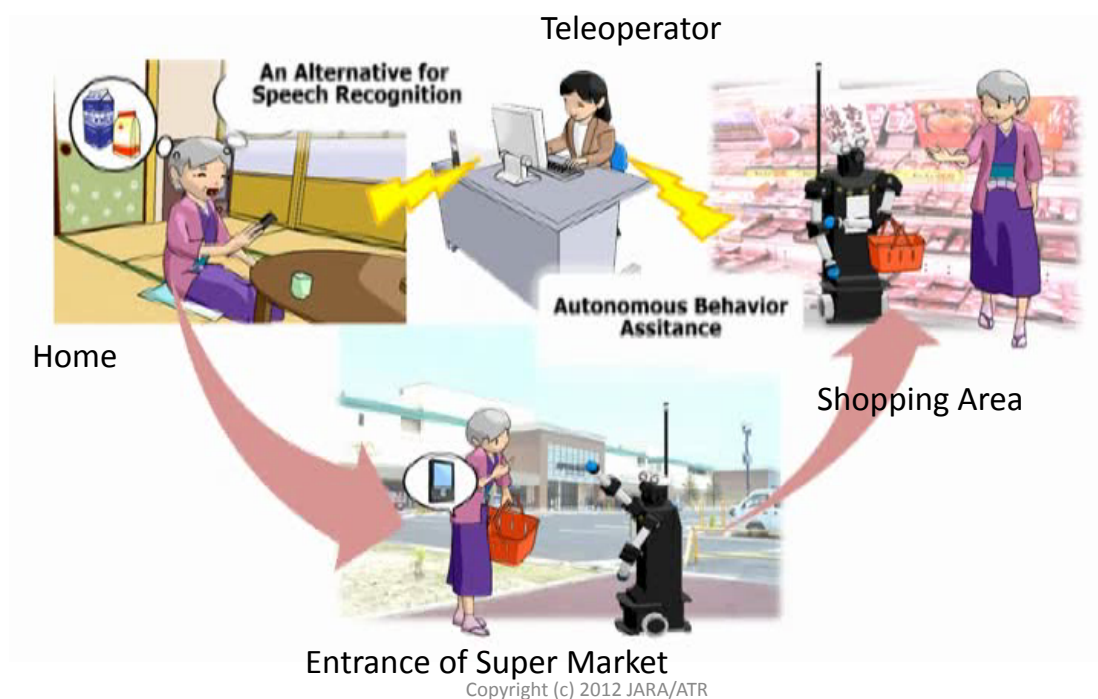 Teleoperator
An Alternative for
Speech Recognition
Autonomous Behavior
Assitance
Home
Shopping Area
Entrance of Super Market
Copyright (c) 2012 JARA/ATR